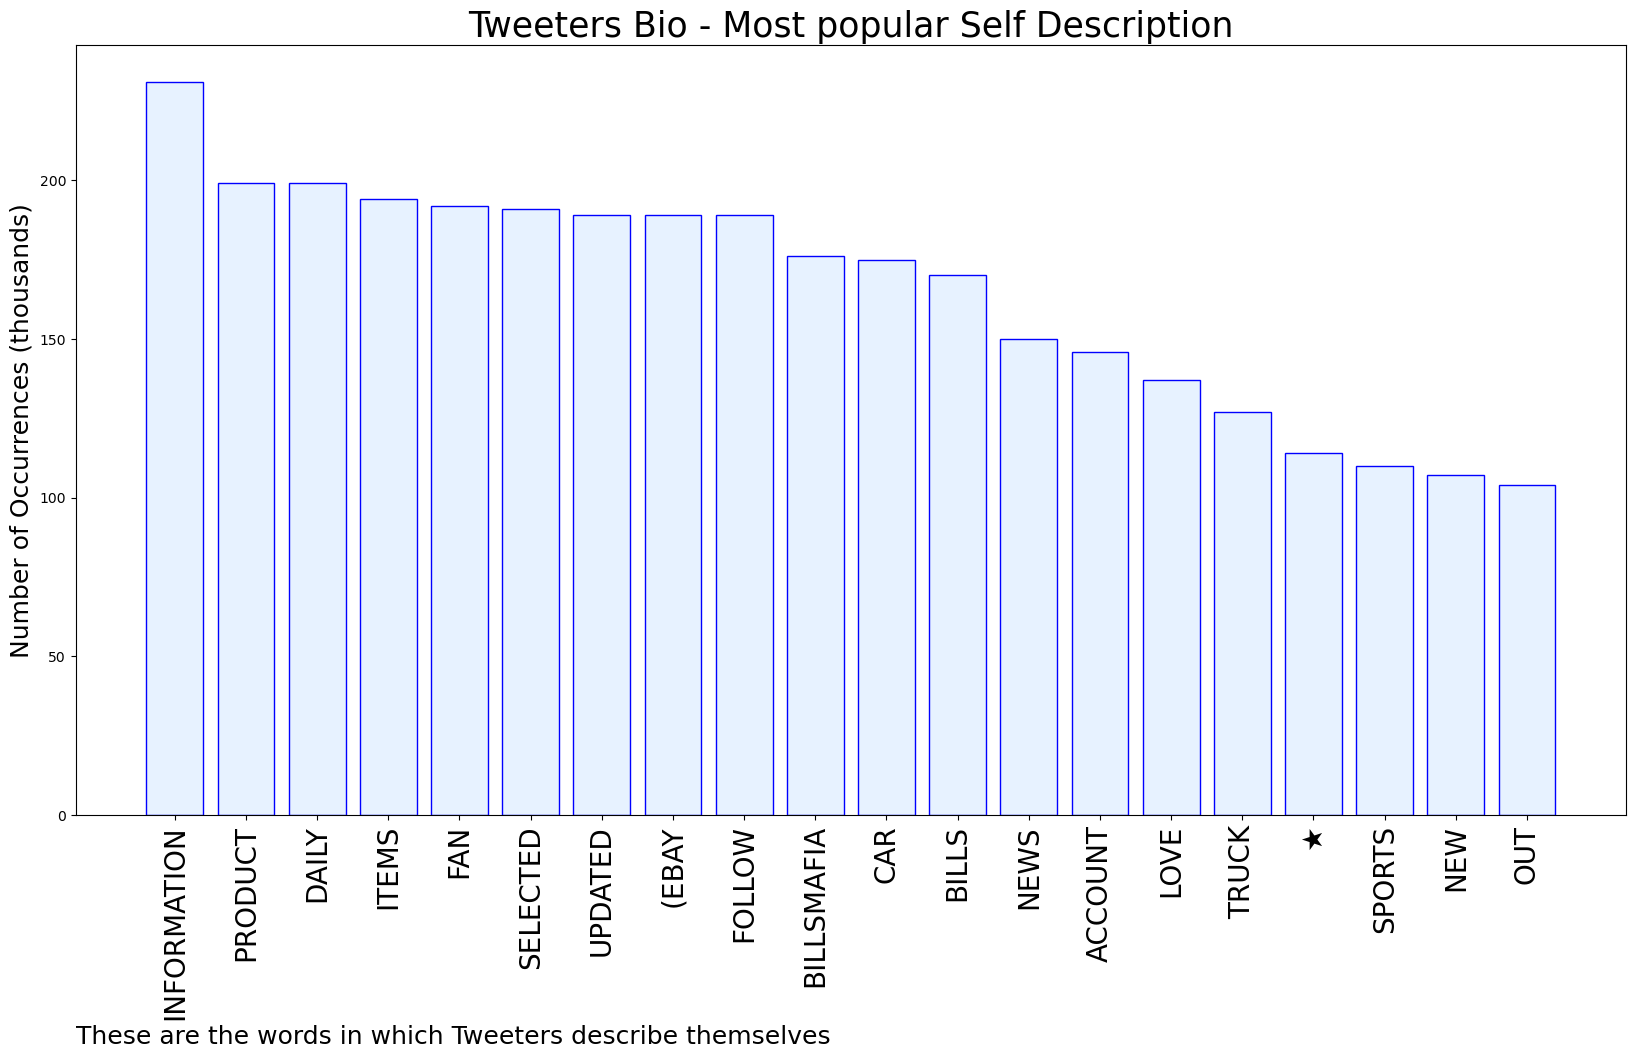 Tweeters Bio - Most popular Self Description
Number of Occurrences (thousands)
200
150
100
50
0
INFORMATION
PRODUCT
DAILY
ITEMS
FAN
SELECTED
UPDATED
(EBAY
FOLLOW
BILLSMAFIA
CAR
BILLS
NEWS
ACCOUNT
LOVE
TRUCK
★
SPORTS
NEW
OUT
These are the words in which Tweeters describe themselves